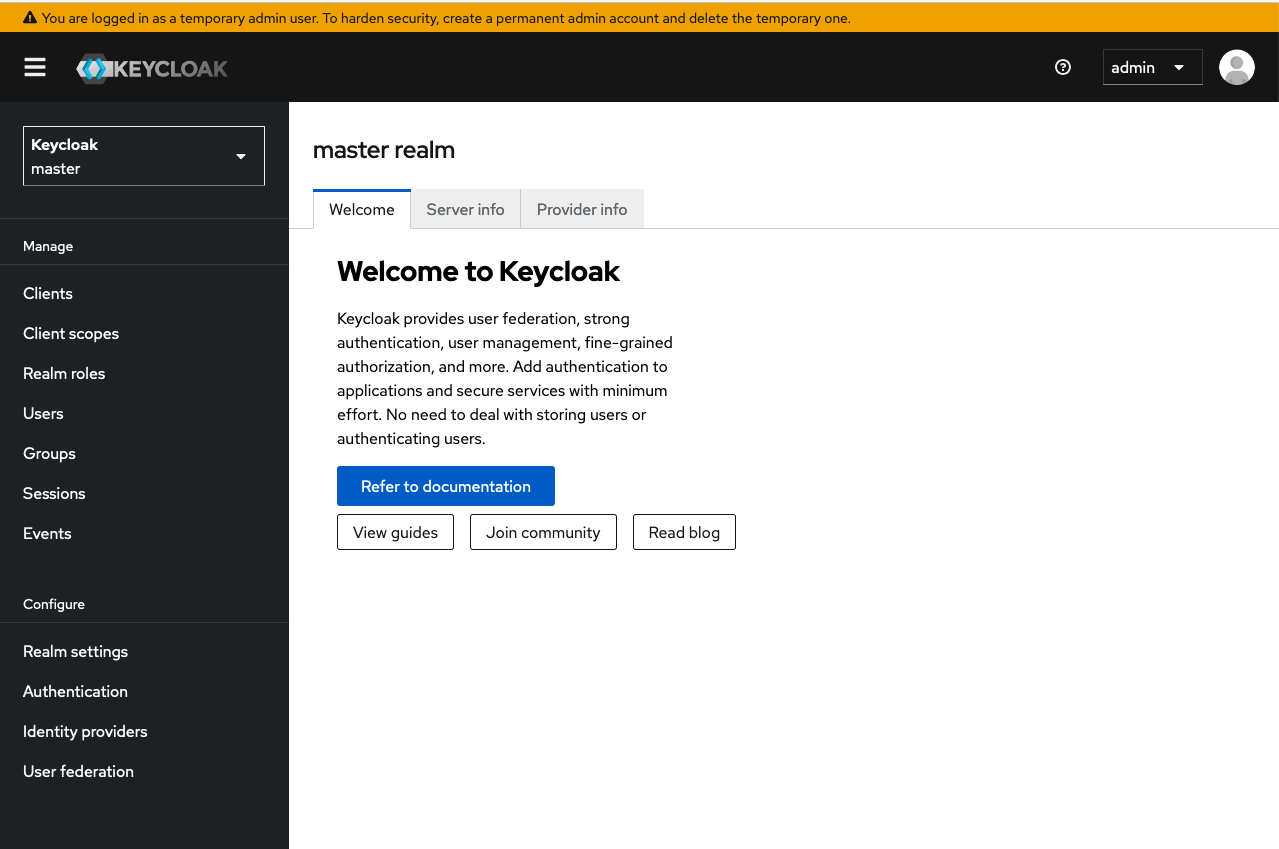 You are logged in as a temporary admin user. To harden security, create a permanent admin account and delete the temporary one.
KEYCLOAK
admin
Keycloak
master
Manage
Clients
Client scopes
Realm roles
Users
Groups
Sessions
Events
Configure
Realm settings
Authentication
Identity providers
User federation
master realm
Welcome
Server info
Provider info
Welcome to Keycloak
Keycloak provides user federation, strong
authentication, user management, fine-grained
authorization, and more. Add authentication to
applications and secure services with minimum
effort. No need to deal with storing users or
authenticating users.
Refer to documentation
View guides
Join community
Read blog